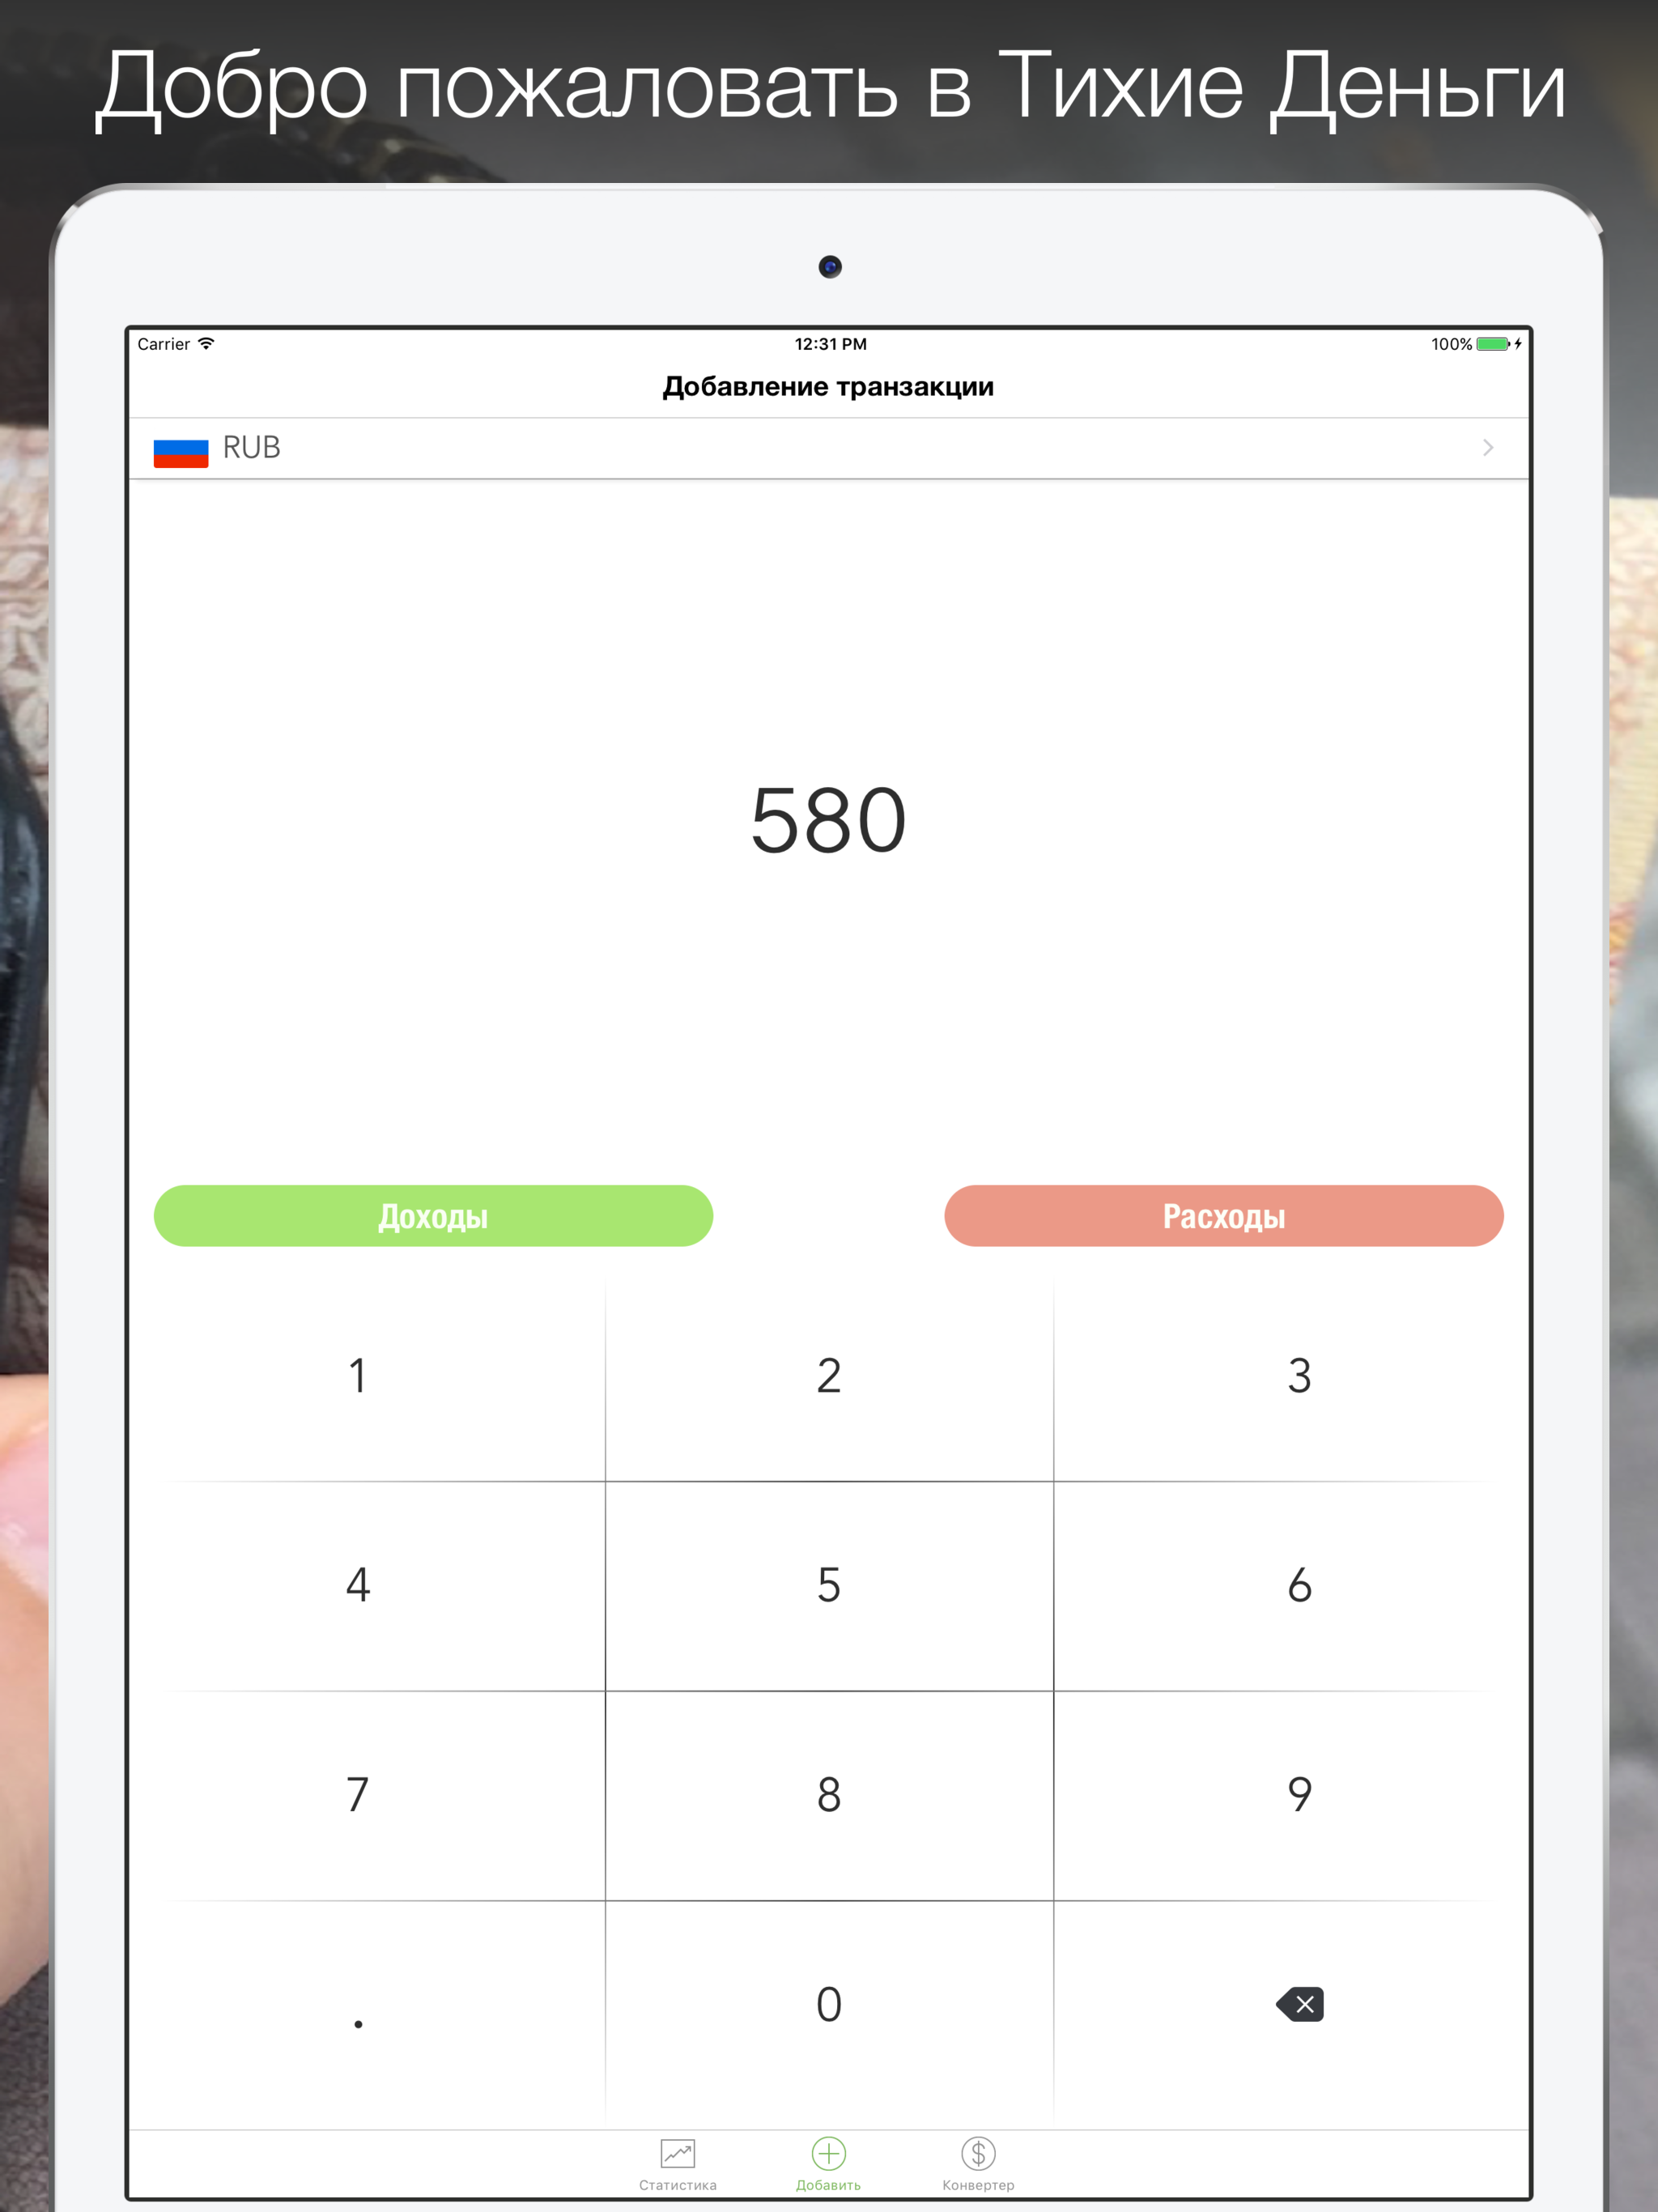 Добро пожаловать в Тихие Деньги
Carrier 12:31 PM 100%
Добавление транзакции
RUB
580
Доходы Расходы
1 2 3
4 5 6
7 8 9
. 0
Статистика Добавить Конвертер